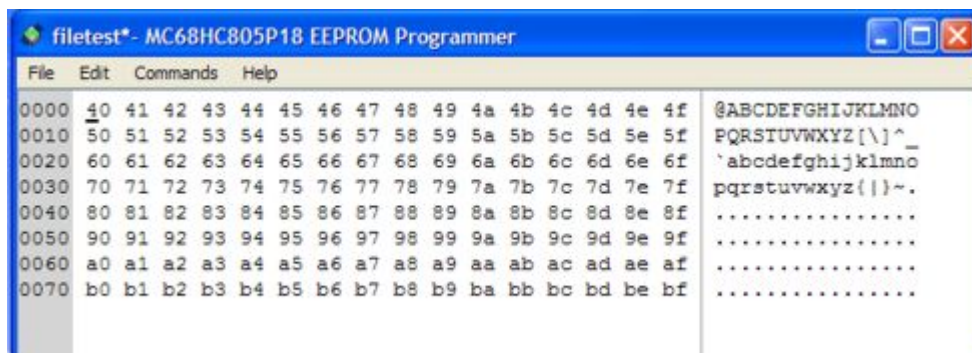 filetest*- MC68HC805P18 EEPROM Programmer
File Edit Commands Help
0000 40 41 42 43 44 45 46 47 48 49 4a 4b 4c 4d 4e 4f @ABCDEFGHIJKLMNO
0010 50 51 52 53 54 55 56 57 58 59 5a 5b 5c 5d 5e 5f PQRSTUVWXYZ[\]^_
0020 60 61 62 63 64 65 66 67 68 69 6a 6b 6c 6d 6e 6f `abcdefghijklmno
0030 70 71 72 73 74 75 76 77 78 79 7a 7b 7c 7d 7e 7f pqrstuvwxyz{|}~.
0040 80 81 82 83 84 85 86 87 88 89 8a 8b 8c 8d 8e 8f ................
0050 90 91 92 93 94 95 96 97 98 99 9a 9b 9c 9d 9e 9f ................
0060 a0 a1 a2 a3 a4 a5 a6 a7 a8 a9 aa ab ac ad ae af ................
0070 b0 b1 b2 b3 b4 b5 b6 b7 b8 b9 ba bb bc bd be bf ................